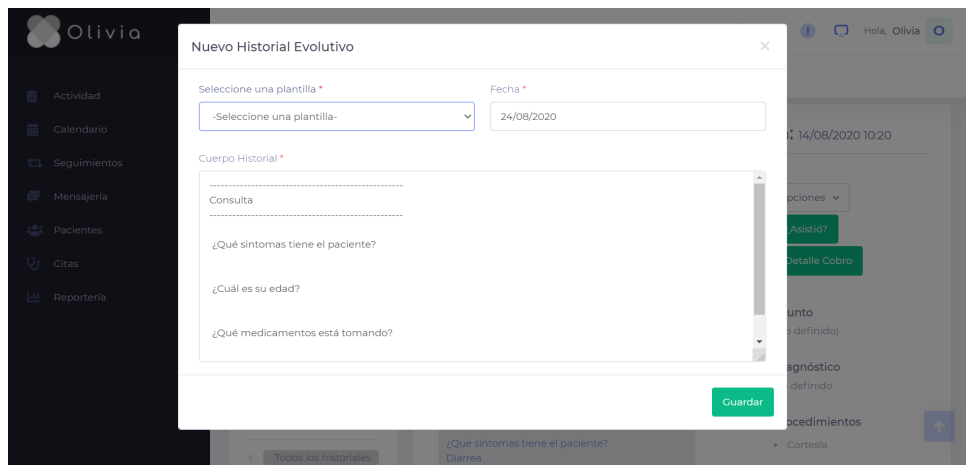 Olivia
Actividad
Calendario
Seguimientos
Mensajería
Pacientes
Citas
Reportería
Nuevo Historial Evolutivo
Seleccione una plantilla *
-Seleccione una plantilla-
Fecha *
24/08/2020
Cuerpo Historial *
--------------------------------------------------
Consulta
--------------------------------------------------
¿Qué sintomas tiene el paciente?
¿Cuál es su edad?
¿Qué medicamentos está tomando?
Guardar
Hola, Olivia O
: 14/08/2020 10:20
pciones
¿Asistió?
Detalle Cobro
unto
definido)
agnóstico
definido
ocedimientos
• Cortesía
Todos los historiales
¿Qué sintomas tiene el paciente?
Diarrea